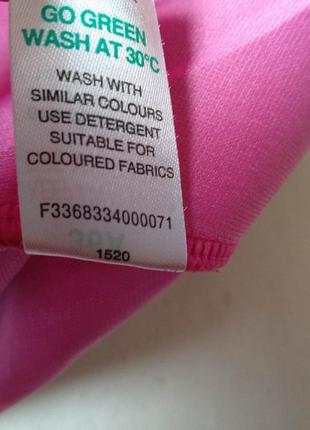 GO GREEN
WASH AT 30°C
WASH WITH
SIMILAR COLOURS
USE DETERGENT
SUITABLE FOR
COLOURED FABRICS
F3368334000071
1520